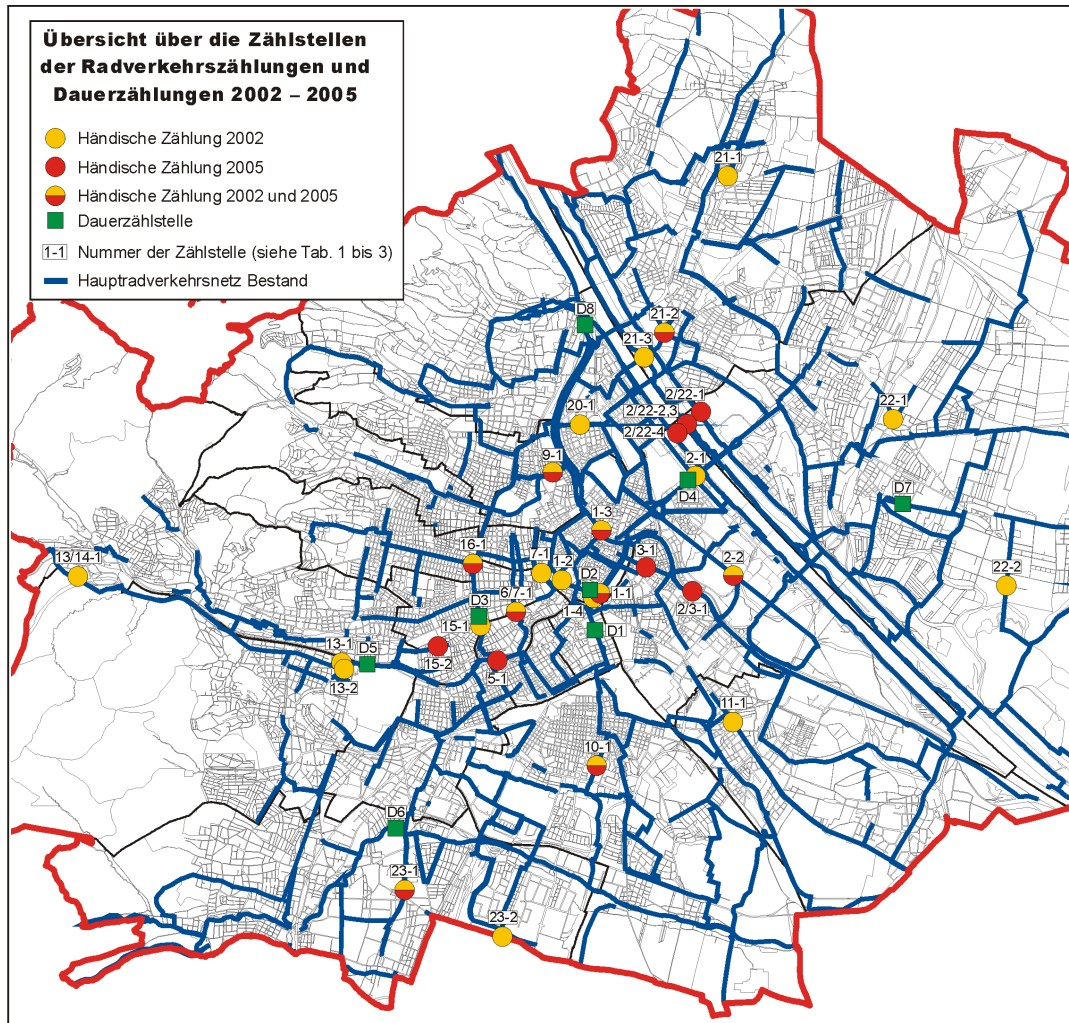 Übersicht über die Zählstellen
der Radverkehrszählungen und
Dauerzählungen 2002 – 2005
Händische Zählung 2002
Händische Zählung 2005
Händische Zählung 2002 und 2005
Dauerzählstelle
1-1 Nummer der Zählstelle (siehe Tab. 1 bis 3)
Hauptradverkehrsnetz Bestand
21-1
D8
21-2
21-3
20-1
2/22-1
2/22-2,3
2/22-4
22-1
9-1
2-1
D4
D7
1-3
16-1
7-1
1-2
3-1
2-2
13/14-1
D2
22-2
6/7-1
1-1
D3
1-4
2/3-1
15-1
D1
13-1
D5
15-2
5-1
13-2
11-1
10-1
D6
23-1
23-2